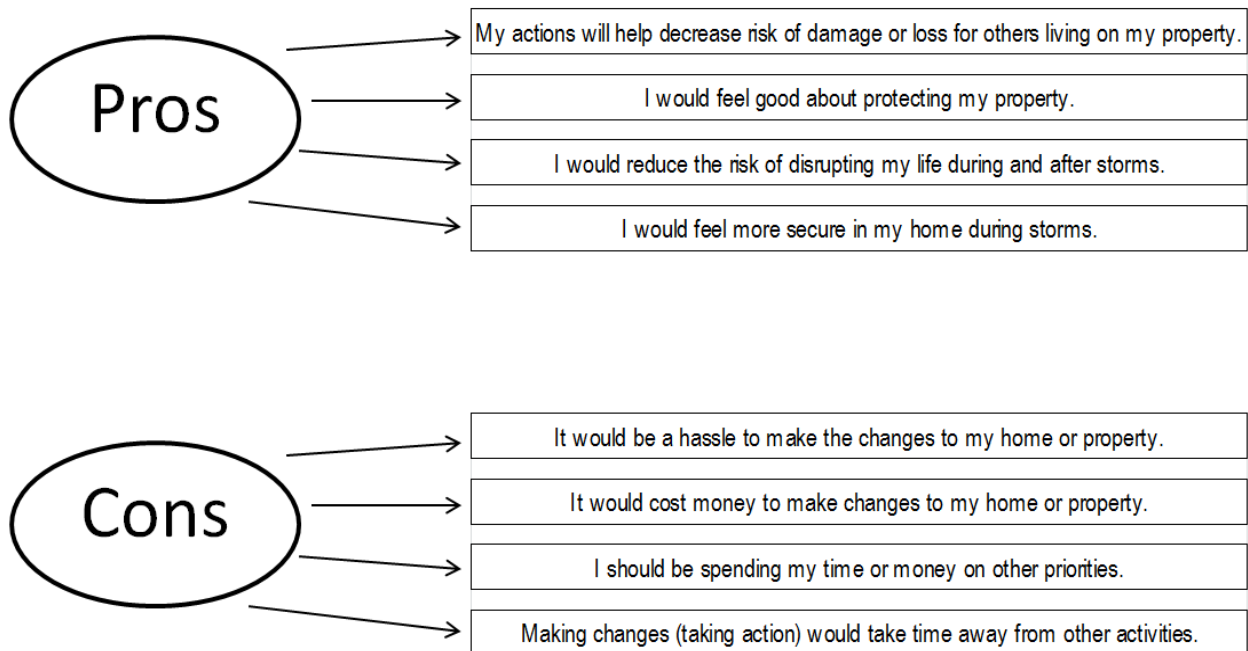 Pros
My actions will help decrease risk of damage or loss for others living on my property.
I would feel good about protecting my property.
I would reduce the risk of disrupting my life during and after storms.
I would feel more secure in my home during storms.
Cons
It would be a hassle to make the changes to my home or property.
It would cost money to make changes to my home or property.
I should be spending my time or money on other priorities.
Making changes (taking action) would take time away from other activities.